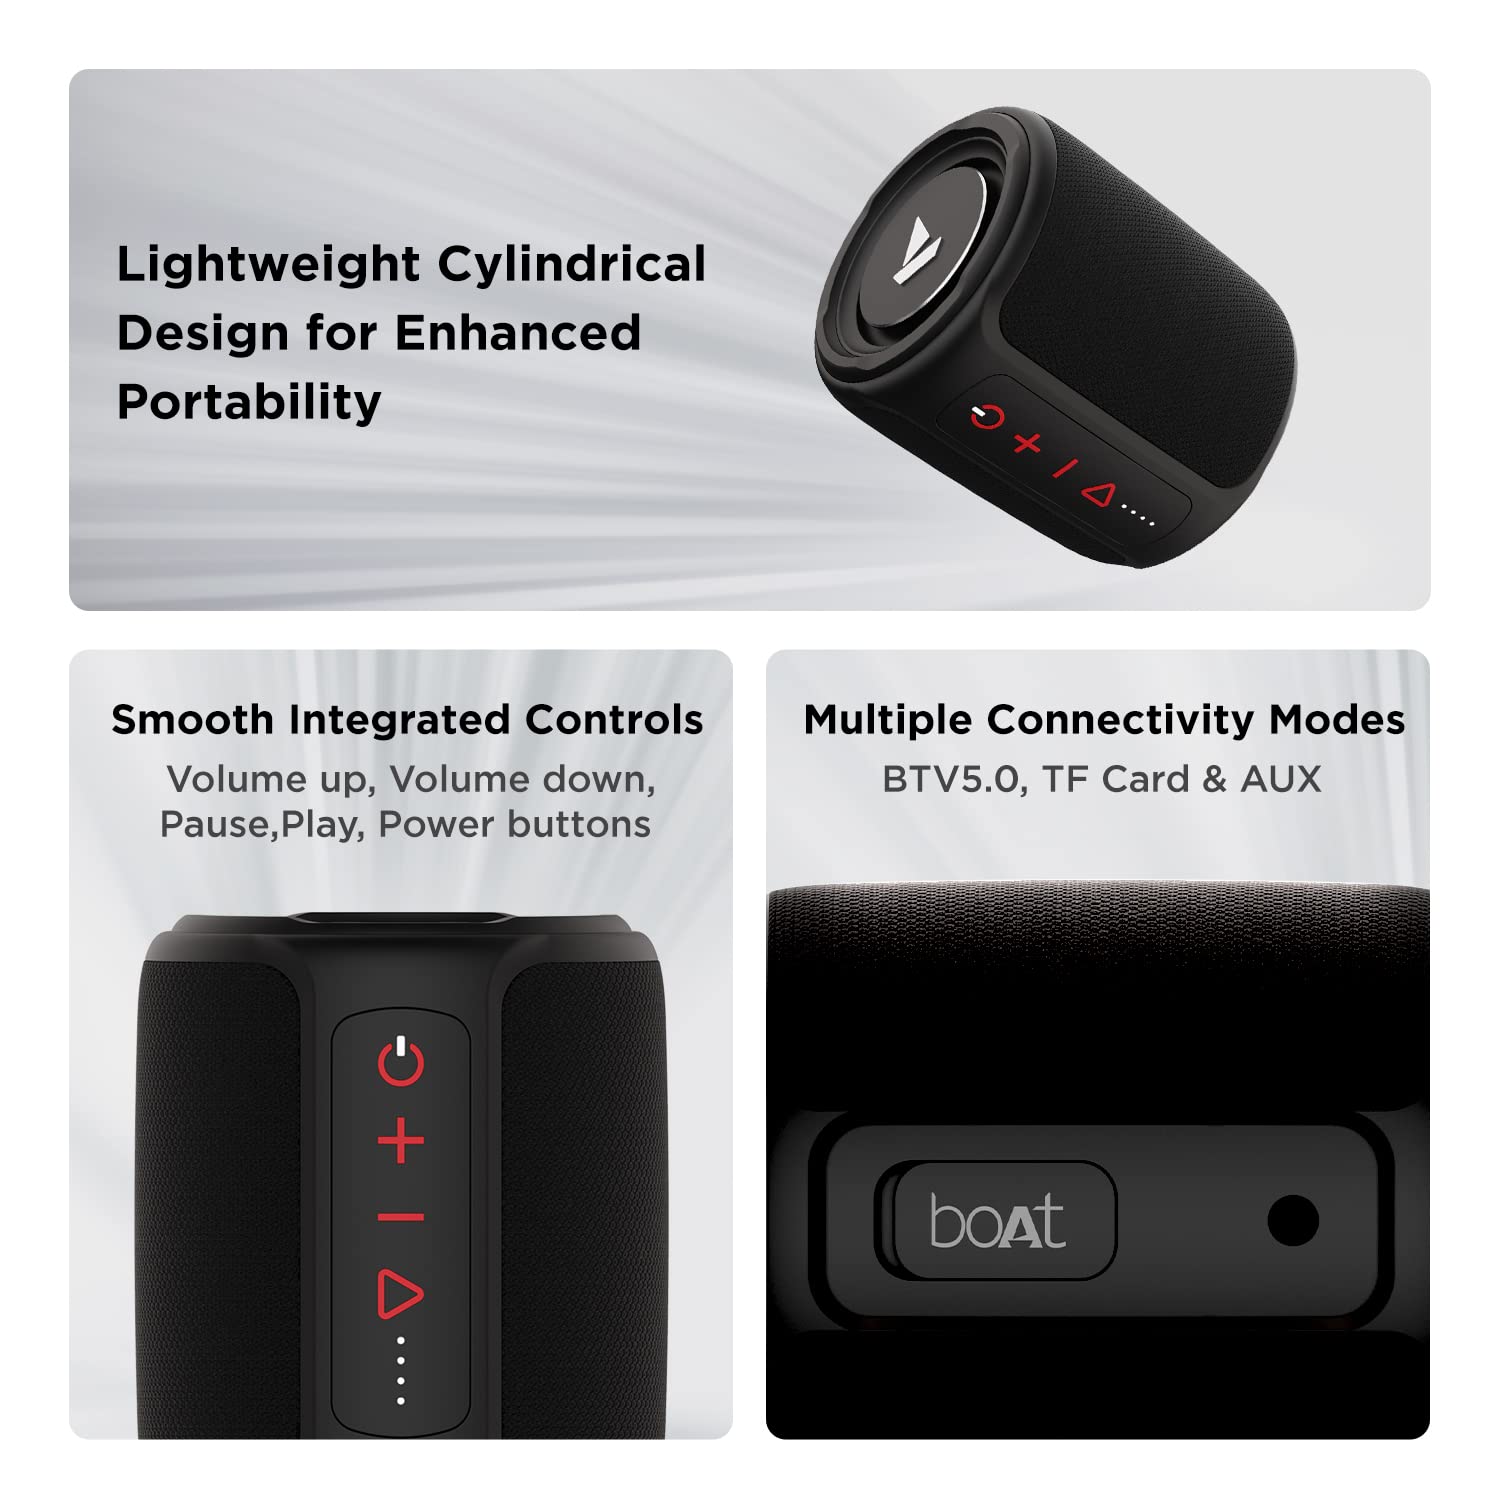 Lightweight Cylindrical
Design for Enhanced
Portability
Smooth Integrated Controls
Volume up, Volume down,
Pause,Play, Power buttons
Multiple Connectivity Modes
BTV5.0, TF Card & AUX
boAt